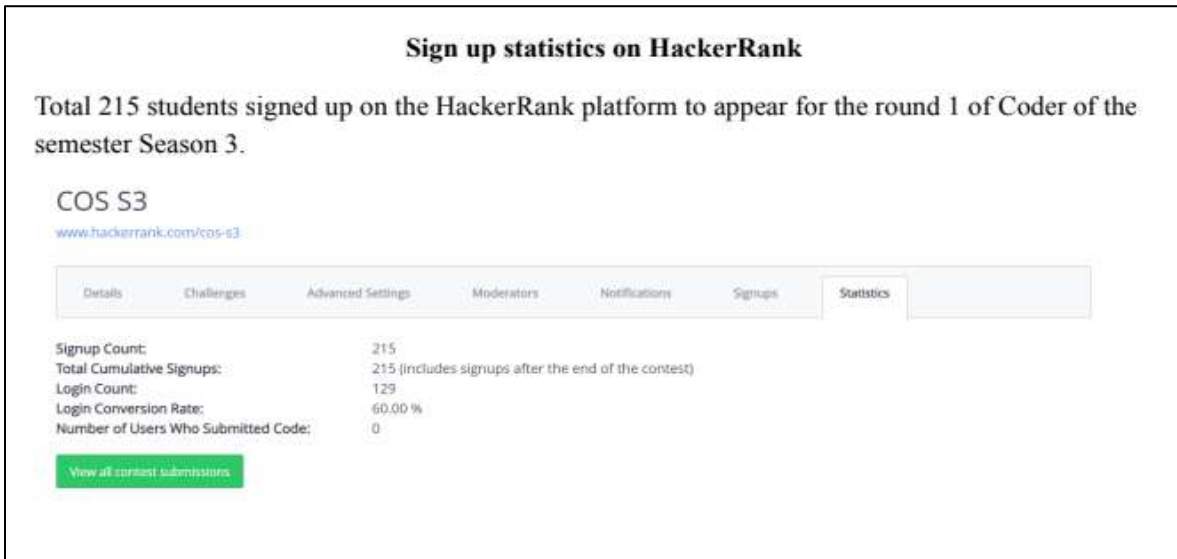 Sign up statistics on HackerRank
Total 215 students signed up on the HackerRank platform to appear for the round 1 of Coder of the
semester Season 3.
COS S3
www.hackerrank.com/cos-s3
Details Challenges Advanced Settings Moderators Notifications Signups Statistics
Signup Count: 215
Total Cumulative Signups: 215 (includes signups after the end of the contest)
Login Count: 129
Login Conversion Rate: 60.00 %
Number of Users Who Submitted Code: 0
View all contest submissions